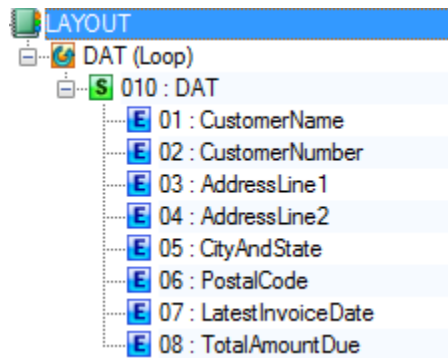 LAYOUT
DAT (Loop)
S 010 : DAT
E 01 : CustomerName
E 02 : CustomerNumber
E 03 : AddressLine1
E 04 : AddressLine2
E 05 : CityAndState
E 06 : PostalCode
E 07 : LatestInvoiceDate
E 08 : TotalAmountDue